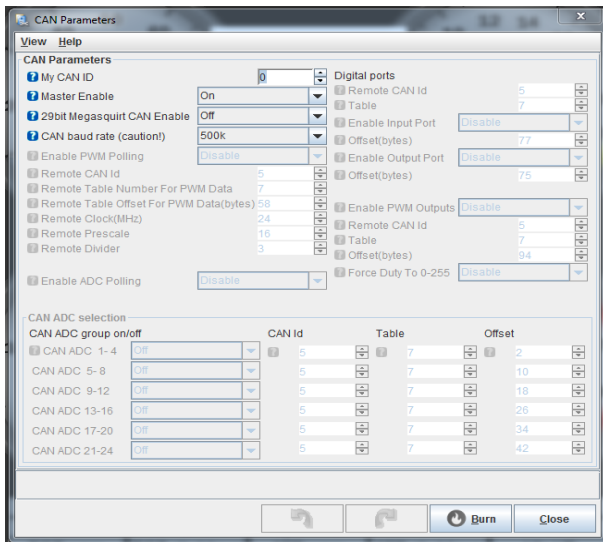 CAN Parameters
View Help
CAN Parameters
My CAN ID 0
Master Enable On
29bit Megasquirt CAN Enable Off
CAN baud rate (caution!) 500k
Enable PWM Polling Disable
Remote CAN Id 5
Remote Table Number For PWM Data 7
Remote Table Offset For PWM Data(bytes) 58
Remote Clock(MHz) 24
Remote Prescale 16
Remote Divider 3
Enable ADC Polling Disable
Digital ports
Remote CAN Id 5
Table 7
Enable Input Port Disable
Offset(bytes) 77
Enable Output Port Disable
Offset(bytes) 75
Enable PWM Outputs Disable
Remote CAN Id 5
Table 7
Offset(bytes) 94
Force Duty To 0-255 Disable
CAN ADC selection
CAN ADC group on/off CAN Id Table Offset
CAN ADC 1- 4 Off 5 7 2
CAN ADC 5- 8 Off 5 7 10
CAN ADC 9-12 Off 5 7 18
CAN ADC 13-16 Off 5 7 26
CAN ADC 17-20 Off 5 7 34
CAN ADC 21-24 Off 5 7 42
Burn Close